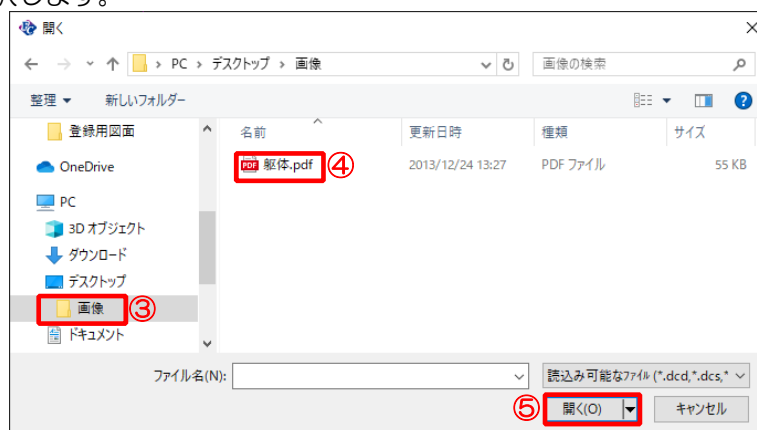 択します。
開く
PC › デスクトップ › 画像
画像の検索
整理 ▼ 新しいフォルダー
登録用図面
OneDrive
PC
3D オブジェクト
ダウンロード
デスクトップ
画像 ③
ドキュメント
名前 更新日時 種類 サイズ
躯体.pdf ④ 2013/12/24 13:27 PDF ファイル 55 KB
ファイル名(N):
読込み可能なファイル (*.dcd,*.dcs,*
⑤ 開く(O) キャンセル